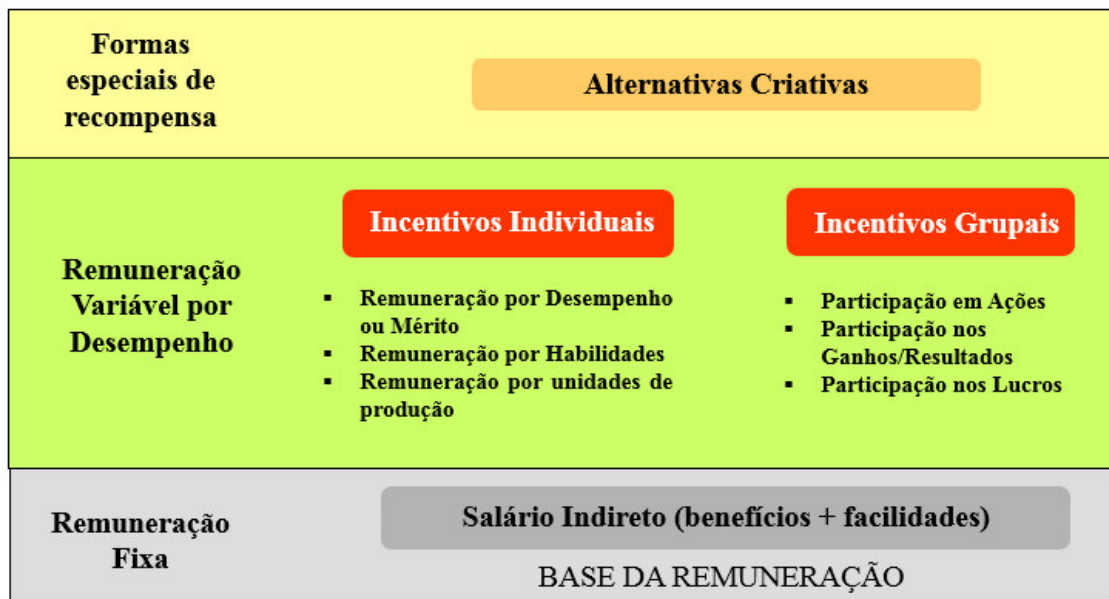 Formas
especiais de
recompensa
Alternativas Criativas
Remuneração
Variável por
Desempenho
Incentivos Individuais
▪ Remuneração por Desempenho
ou Mérito
▪ Remuneração por Habilidades
▪ Remuneração por unidades de
produção
Incentivos Grupais
▪ Participação em Ações
▪ Participação nos
Ganhos/Resultados
▪ Participação nos Lucros
Remuneração
Fixa
Salário Indireto (benefícios + facilidades)
BASE DA REMUNERAÇÃO